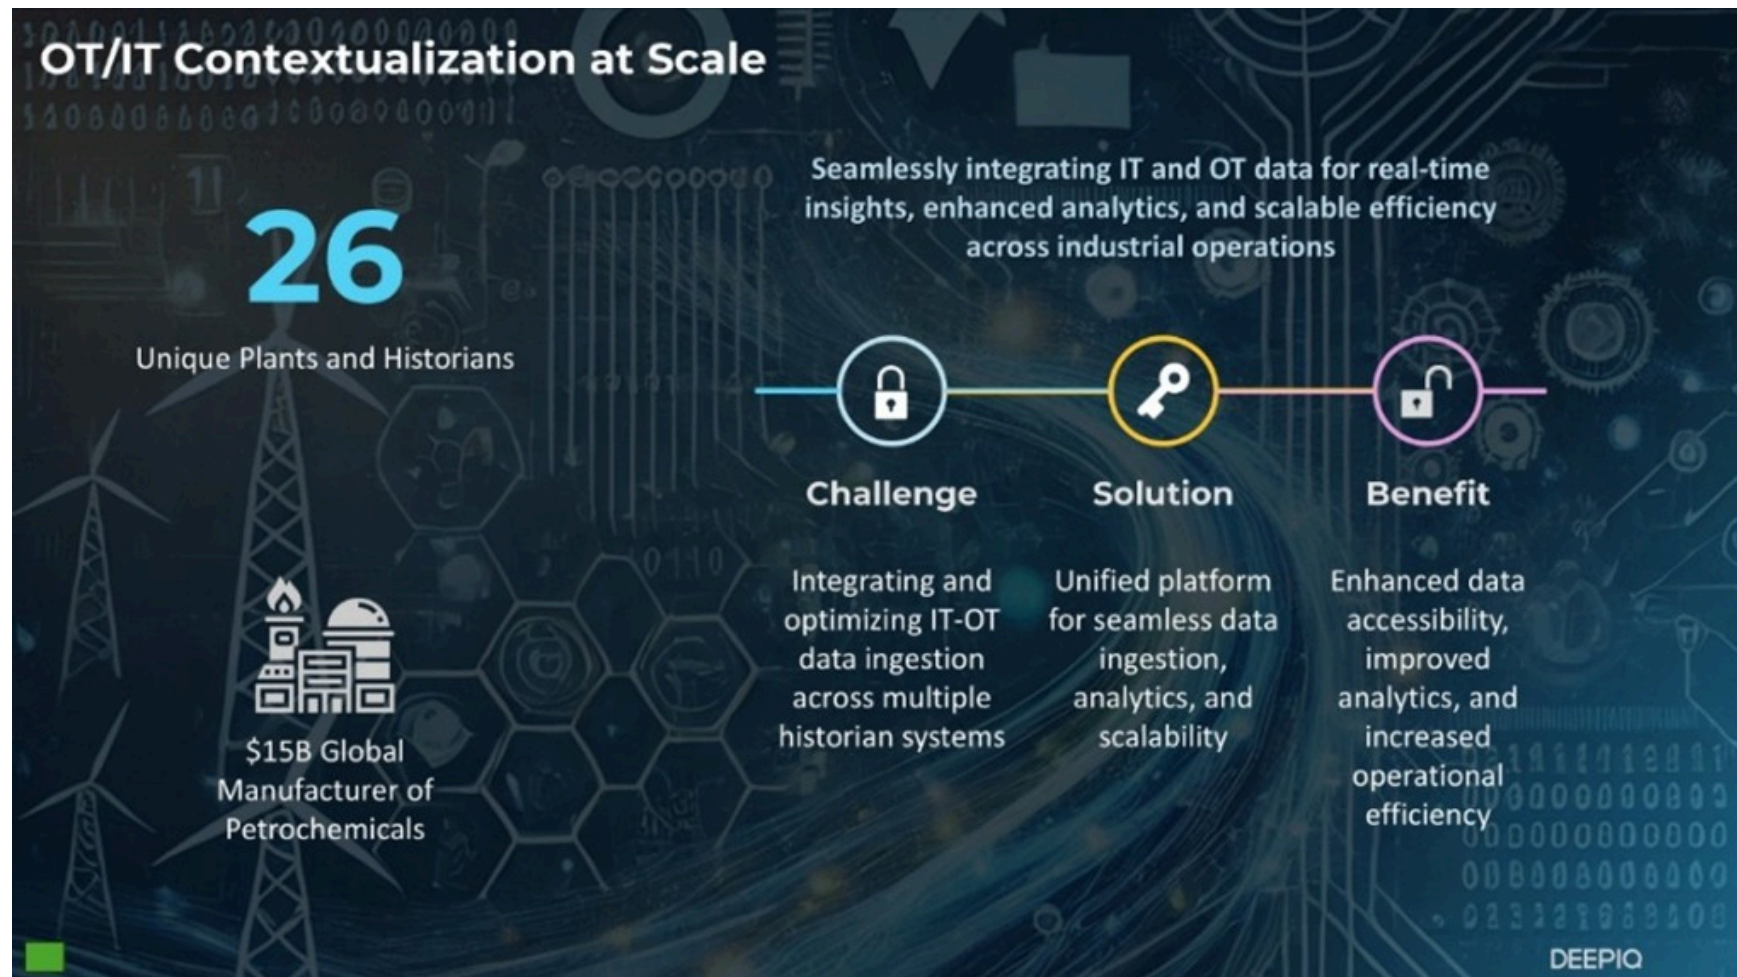 OT/IT Contextualization at Scale
26
Unique Plants and Historians
$15B Global
Manufacturer of
Petrochemicals
Seamlessly integrating IT and OT data for real-time
insights, enhanced analytics, and scalable efficiency
across industrial operations
Challenge
Integrating and
optimizing IT-OT
data ingestion
across multiple
historian systems
Solution
Unified platform
for seamless data
ingestion,
analytics, and
scalability
Benefit
Enhanced data
accessibility,
improved
analytics, and
increased
operational
efficiency
DEEPIQ